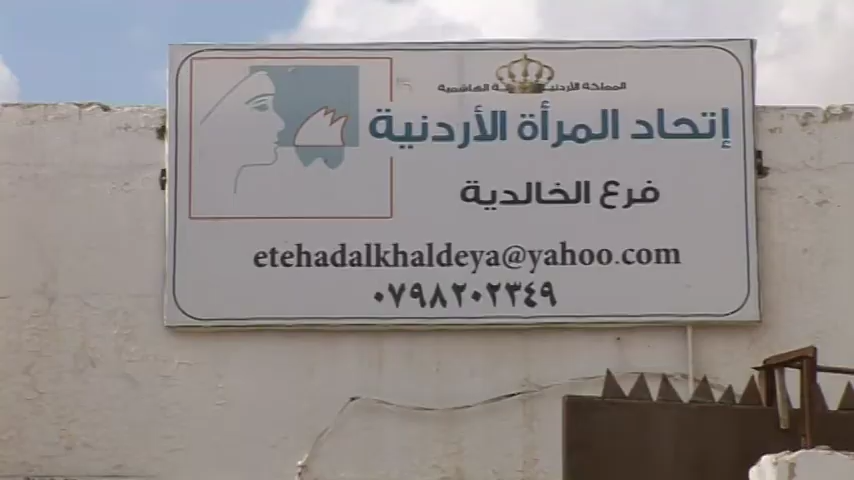 المملكة الأردنية الهاشمية
إتحاد المرأة الأردنية
فرع الخالدية
etehadalkhaldeya@yahoo.com
٠٧٩٨٢٠٢٣٤٩